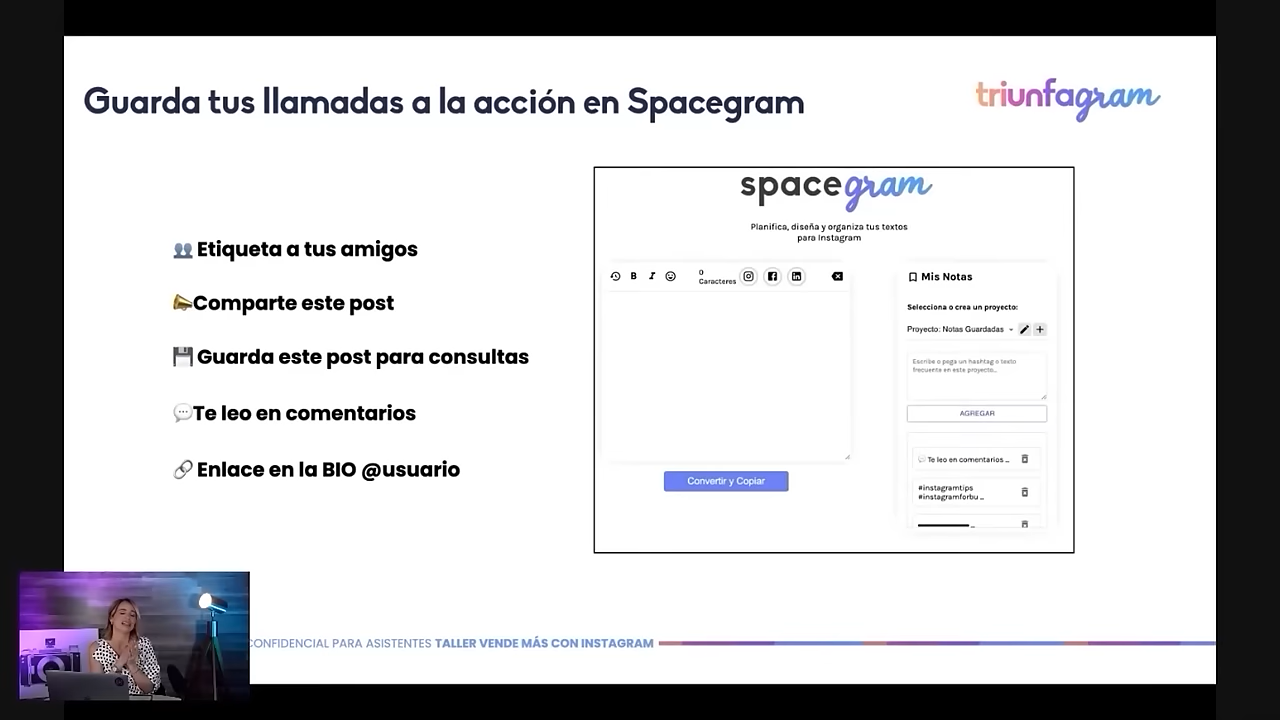 Guarda tus llamadas a la acción en Spacegram
triunfagram
👥 Etiqueta a tus amigos
📣Comparte este post
💾 Guarda este post para consultas
💬Te leo en comentarios
🔗 Enlace en la BIO @usuario
spacegram
Planifica, diseña y organiza tus textos
para Instagram
B I
0
Caracteres
Convertir y Copiar
Mis Notas
Selecciona o crea un proyecto:
Proyecto: Notas Guardadas
Escribe o pega un hashtag o texto
frecuente en este proyecto...
AGREGAR
💬 Te leo en comentarios ...
#instagramtips
#instagramforbu ...
CONFIDENCIAL PARA ASISTENTES TALLER VENDE MÁS CON INSTAGRAM